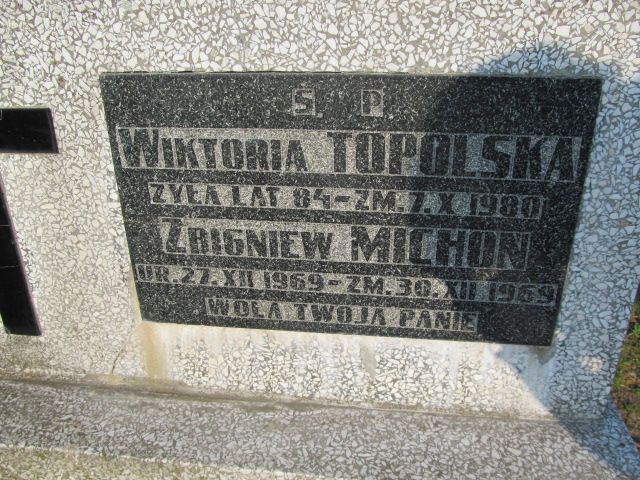 Ś. P.
WIKTORIA TOPOLSKA
ŻYŁA LAT 84 - ZM. 7. X 1980
ZBIGNIEW MICHOŃ
UR. 27. XII 1969 - ZM. 30. XII 1969
WOLA TWOJA PANIE